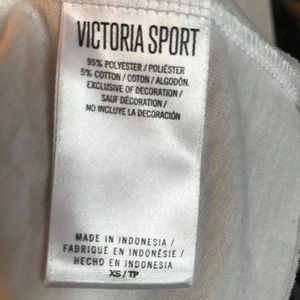 VICTORIA SPORT
95% POLYESTER / POLIÉSTER
5% COTTON / COTON / ALGODÓN.
EXCLUSIVE OF DECORATION /
SAUF DÉCORATION /
NO INCLUYE LA DECORACIÓN
MADE IN INDONESIA /
FABRIQUÉ EN INDONÉSIE /
HECHO EN INDONESIA
XS / TP